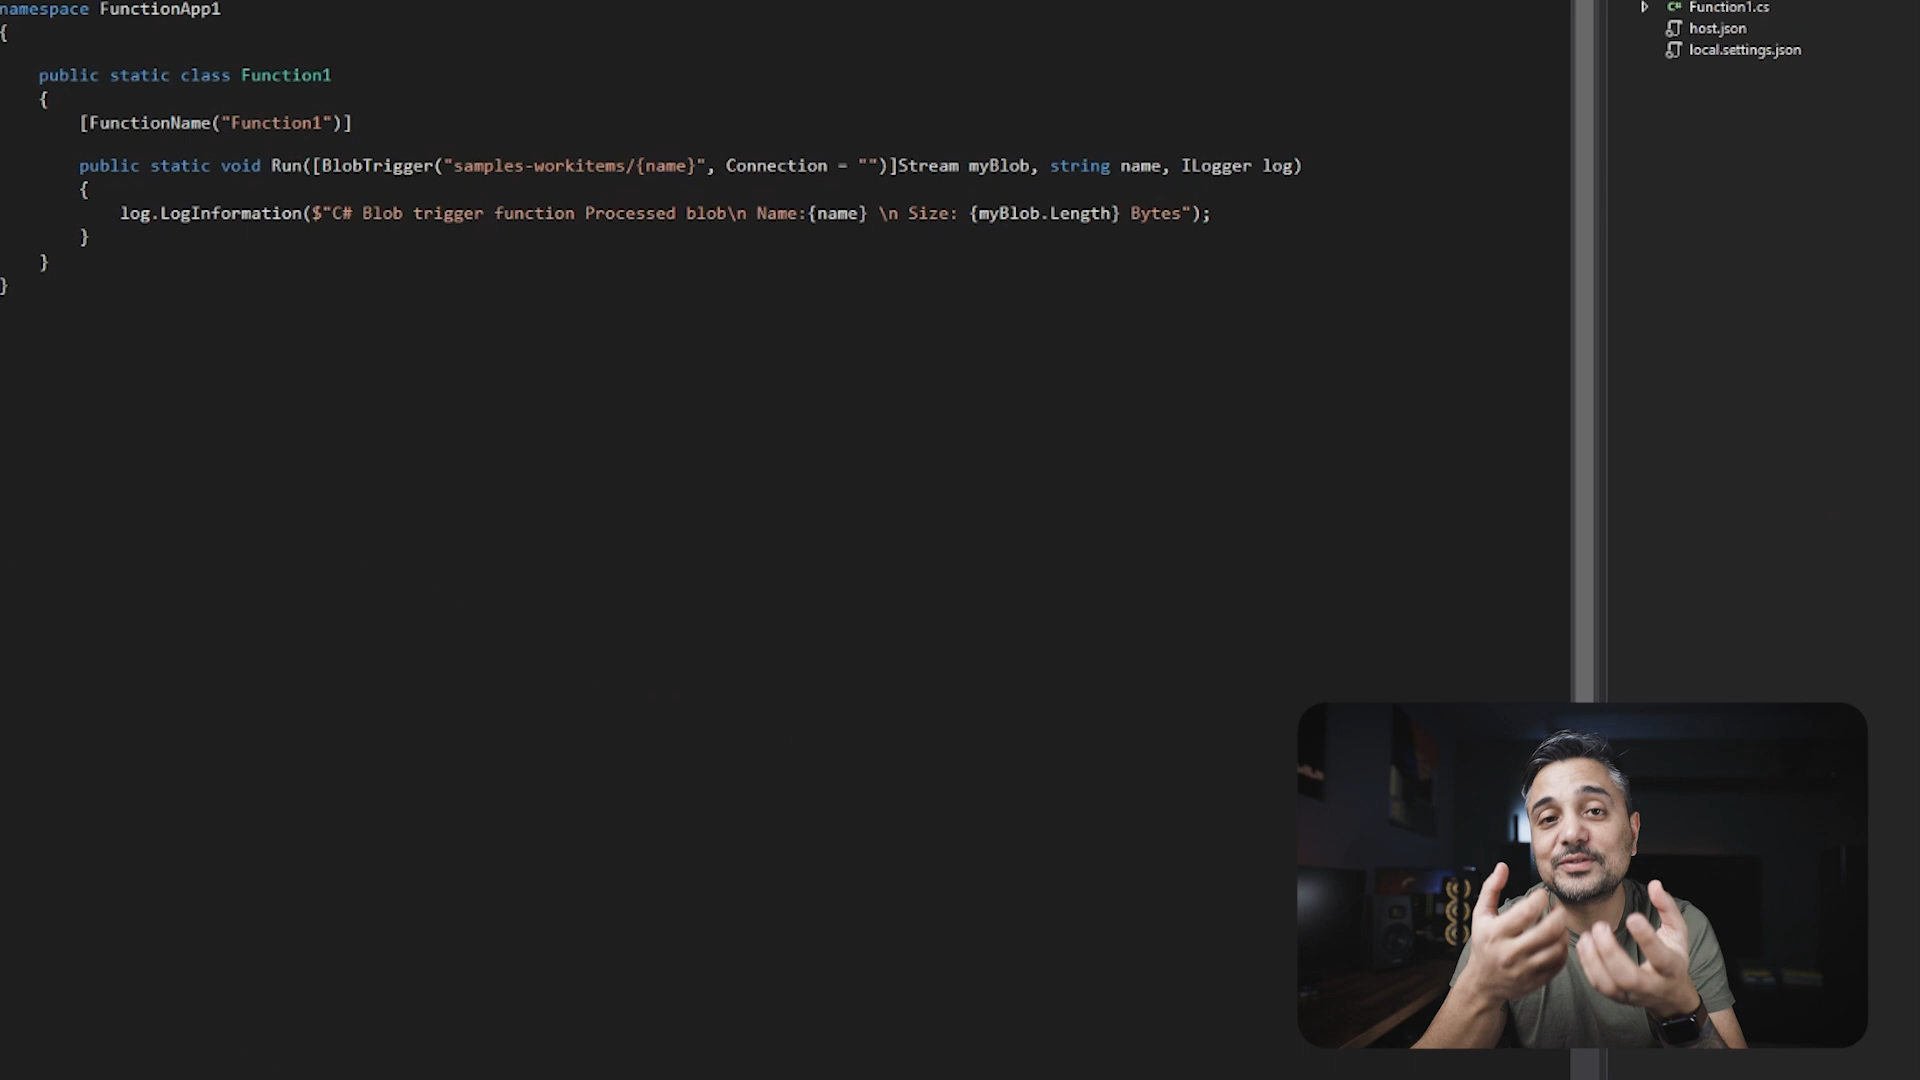 namespace FunctionApp1
{
public static class Function1
{
[FunctionName("Function1")]
public static void Run([BlobTrigger("samples-workitems/{name}", Connection = "")]Stream myBlob, string name, ILogger log)
{
log.LogInformation($"C# Blob trigger function Processed blob\n Name:{name} \n Size: {myBlob.Length} Bytes");
}
}
}
C# Function1.cs
host.json
local.settings.json